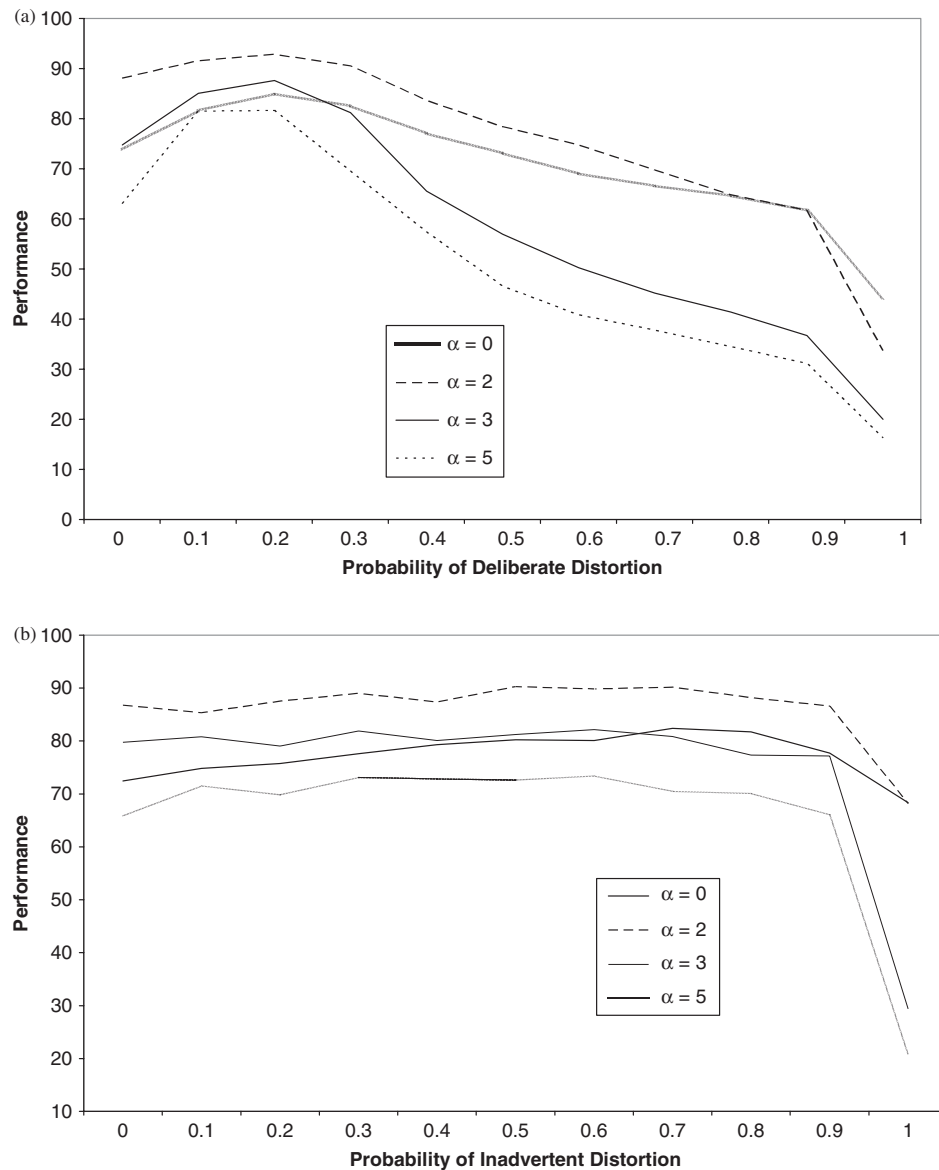 (a)
100
90
80
70
60
50
40
30
20
10
0
Performance
α = 0
α = 2
α = 3
α = 5
0 0.1 0.2 0.3 0.4 0.5 0.6 0.7 0.8 0.9 1
Probability of Deliberate Distortion
(b)
100
90
80
70
60
50
40
30
20
10
Performance
α = 0
α = 2
α = 3
α = 5
0 0.1 0.2 0.3 0.4 0.5 0.6 0.7 0.8 0.9 1
Probability of Inadvertent Distortion